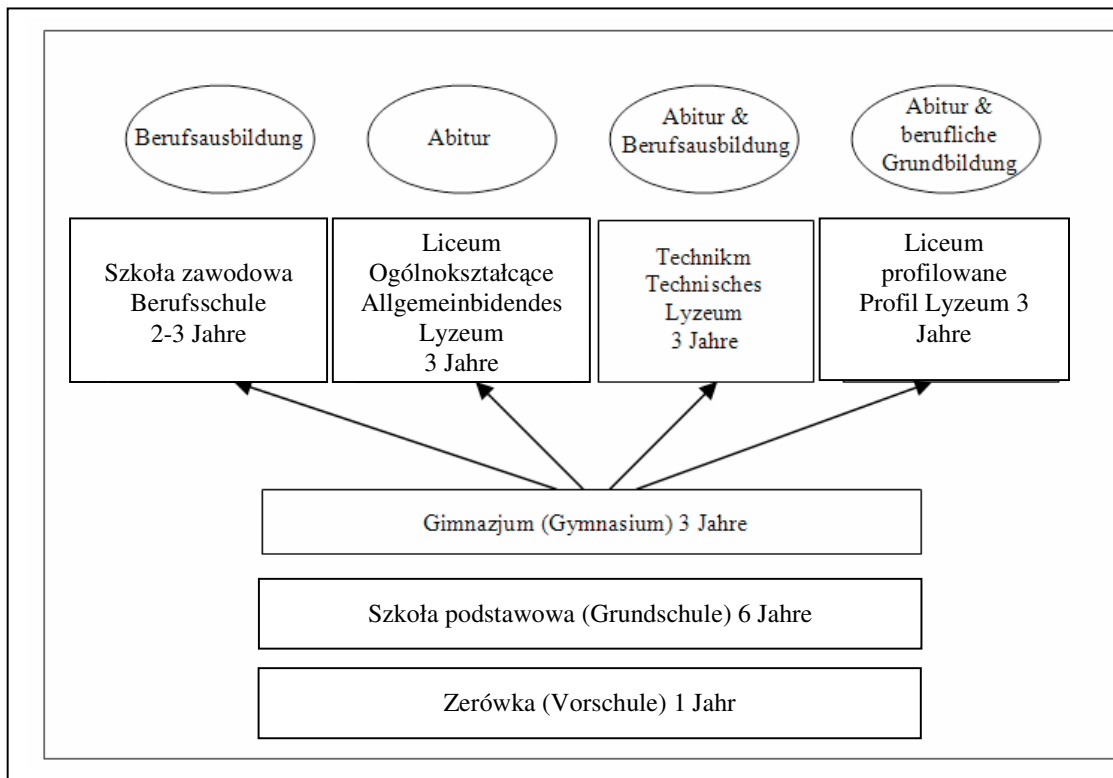 Berufsausbildung
Abitur
Abitur &
Berufsausbildung
Abitur &
berufliche
Grundbildung
Szkoła zawodowa
Berufsschule
2-3 Jahre
Liceum
Ogólnokształcące
Allgemeinbidendes
Lyzeum
3 Jahre
Technikm
Technisches
Lyzeum
3 Jahre
Liceum
profilowane
Profil Lyzeum 3
Jahre
Gimnazjum (Gymnasium) 3 Jahre
Szkoła podstawowa (Grundschule) 6 Jahre
Zerówka (Vorschule) 1 Jahr